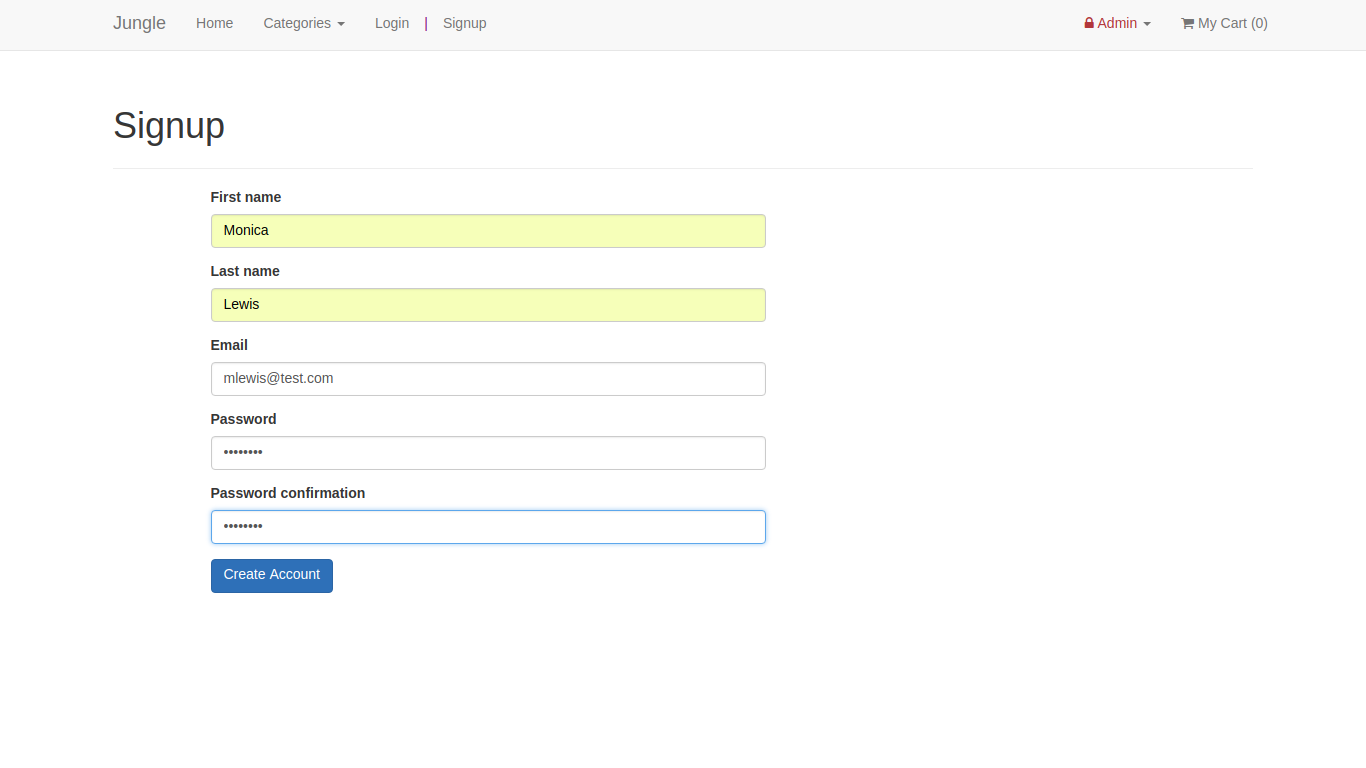 Jungle Home Categories Login | Signup Admin My Cart (0)
Signup
First name
Monica
Last name
Lewis
Email
mlewis@test.com
Password
••••••••
Password confirmation
••••••••
Create Account